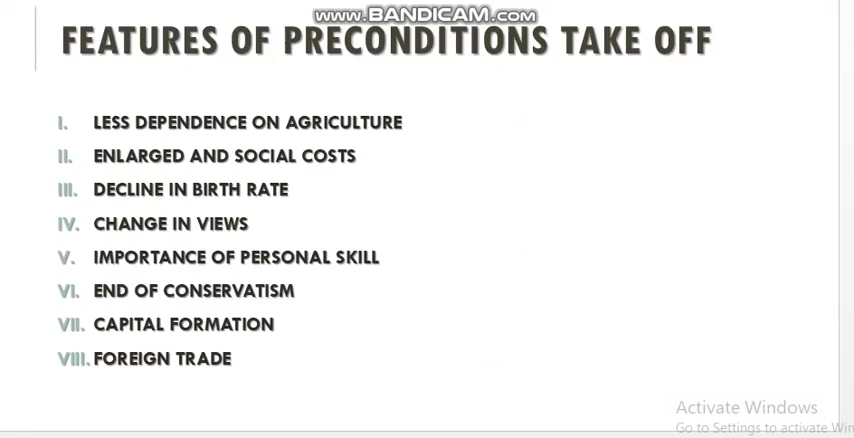 www.BANDICAM.com
FEATURES OF PRECONDITIONS TAKE OFF
I. LESS DEPENDENCE ON AGRICULTURE
II. ENLARGED AND SOCIAL COSTS
III. DECLINE IN BIRTH RATE
IV. CHANGE IN VIEWS
V. IMPORTANCE OF PERSONAL SKILL
VI. END OF CONSERVATISM
VII. CAPITAL FORMATION
VIII. FOREIGN TRADE
Activate Windows
Go to Settings to activate Win